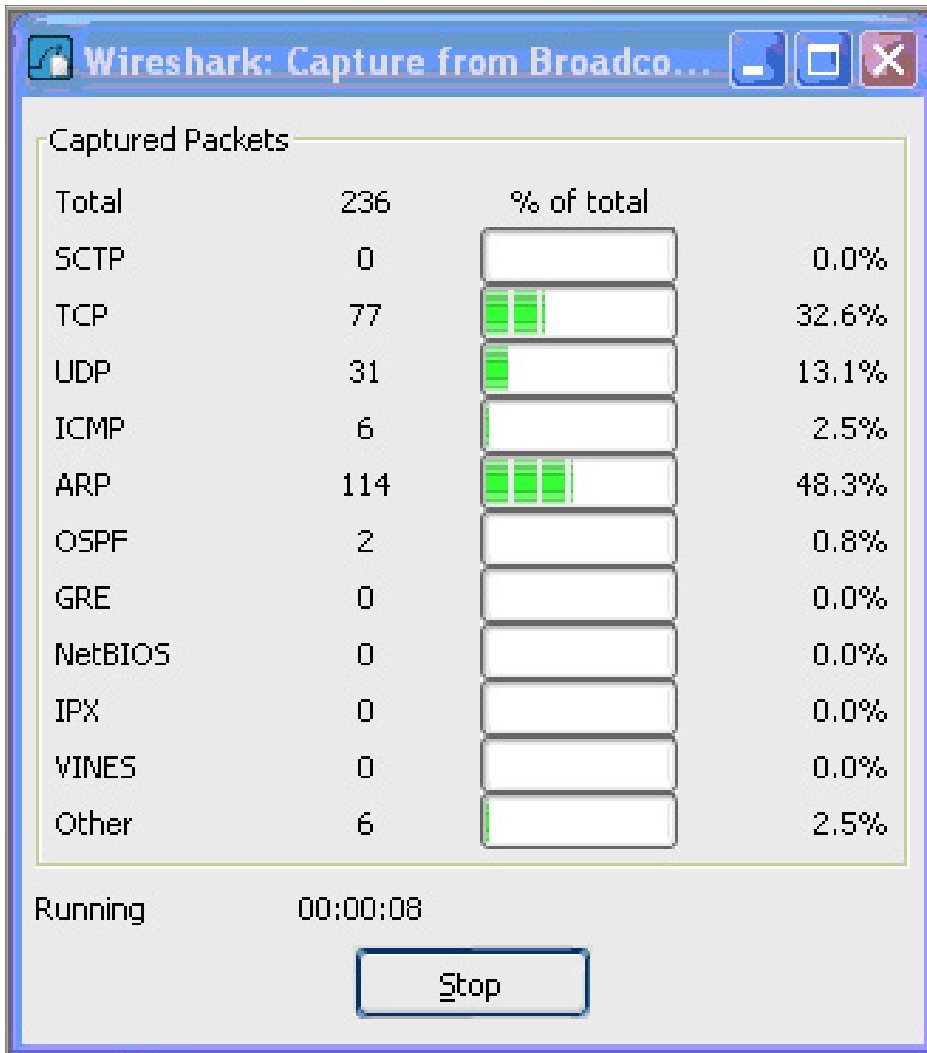 Wireshark: Capture from Broadco...
Captured Packets
Total 236 % of total
SCTP 0 0.0%
TCP 77 32.6%
UDP 31 13.1%
ICMP 6 2.5%
ARP 114 48.3%
OSPF 2 0.8%
GRE 0 0.0%
NetBIOS 0 0.0%
IPX 0 0.0%
VINES 0 0.0%
Other 6 2.5%
Running 00:00:08
Stop